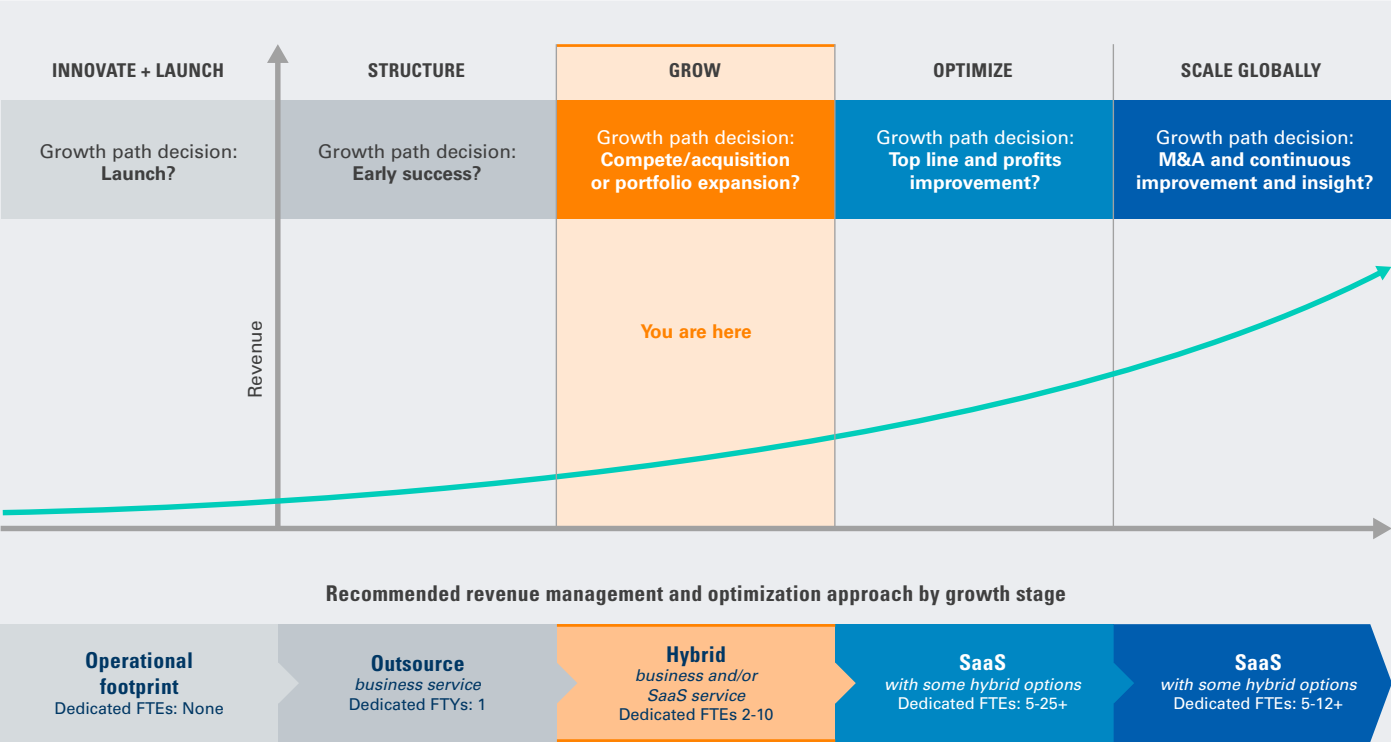 INNOVATE + LAUNCH
STRUCTURE
GROW
OPTIMIZE
SCALE GLOBALLY
Growth path decision:
Launch?
Growth path decision:
Early success?
Growth path decision:
Compete/acquisition
or portfolio expansion?
Growth path decision:
Top line and profits
improvement?
Growth path decision:
M&A and continuous
improvement and insight?
Revenue
You are here
Recommended revenue management and optimization approach by growth stage
Operational
footprint
Dedicated FTEs: None
Outsource
business service
Dedicated FTYs: 1
Hybrid
business and/or
SaaS service
Dedicated FTEs 2-10
SaaS
with some hybrid options
Dedicated FTEs: 5-25+
SaaS
with some hybrid options
Dedicated FTEs: 5-12+